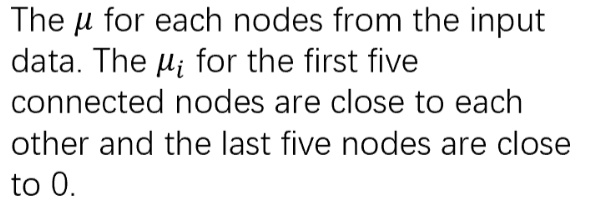 The μ for each nodes from the input
data. The μᵢ for the first five
connected nodes are close to each
other and the last five nodes are close
to 0.